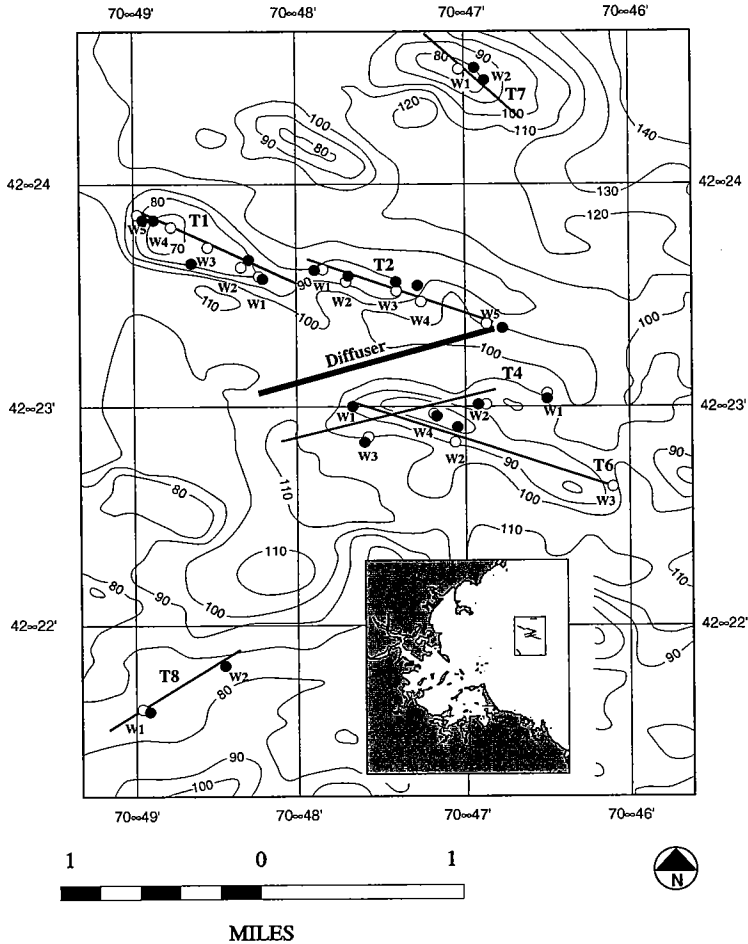 70∞49' 70∞48' 70∞47' 70∞46'
90
80
W1 W2
T7
120
100
110
100
90
80
140
42∞24 42∞24
130
120
80
T1
W5
W4
70
W3
W2
W1
110
90
T2
W1
W2
W3
W4
W5
100
100
100
Diffuser
T4
42∞23' 42∞23'
W1
W2
W1
W4
W3
W2
90
T6
W3
100
90
80
110
110
110
110
80
90
100
42∞22' 42∞22'
90
T8
W2
80
W1
90
100
70∞49' 70∞48' 70∞47' 70∞46'
1 0 1
N
MILES